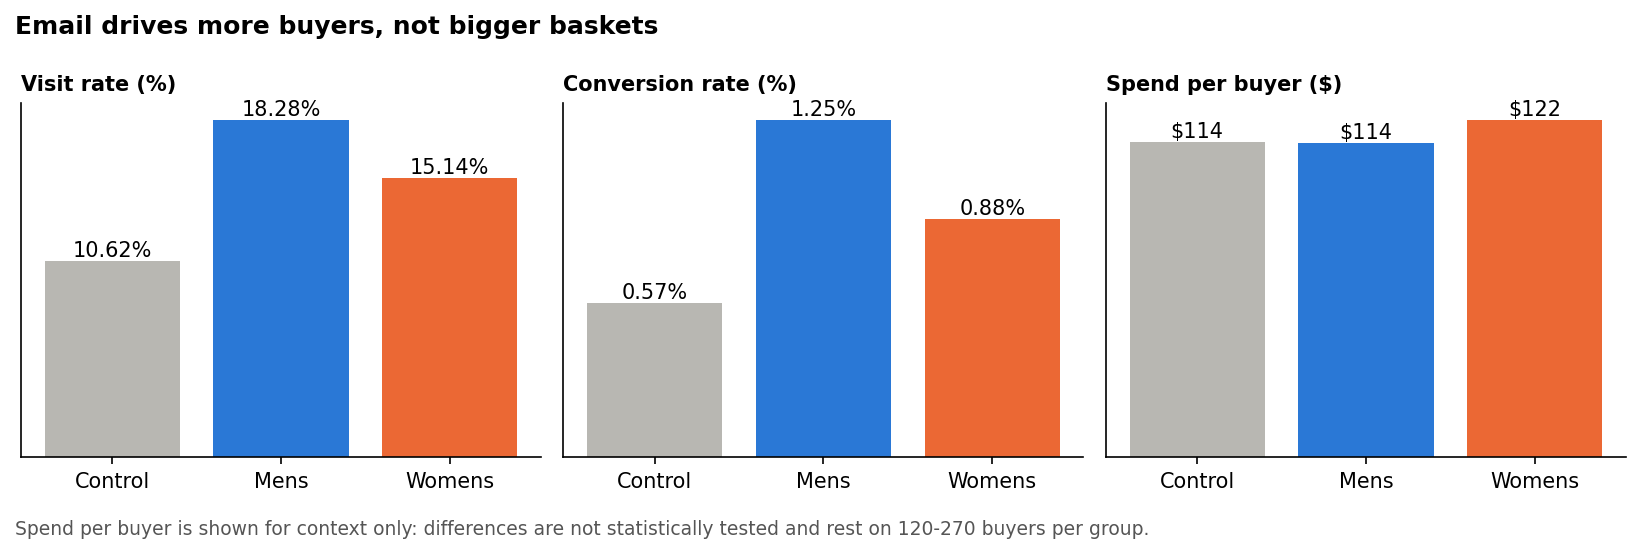 Email drives more buyers, not bigger baskets
Visit rate (%)
18.28%
15.14%
10.62%
Control Mens Womens
Conversion rate (%)
1.25%
0.88%
0.57%
Control Mens Womens
Spend per buyer ($)
$122
$114 $114
Control Mens Womens
Spend per buyer is shown for context only: differences are not statistically tested and rest on 120-270 buyers per group.